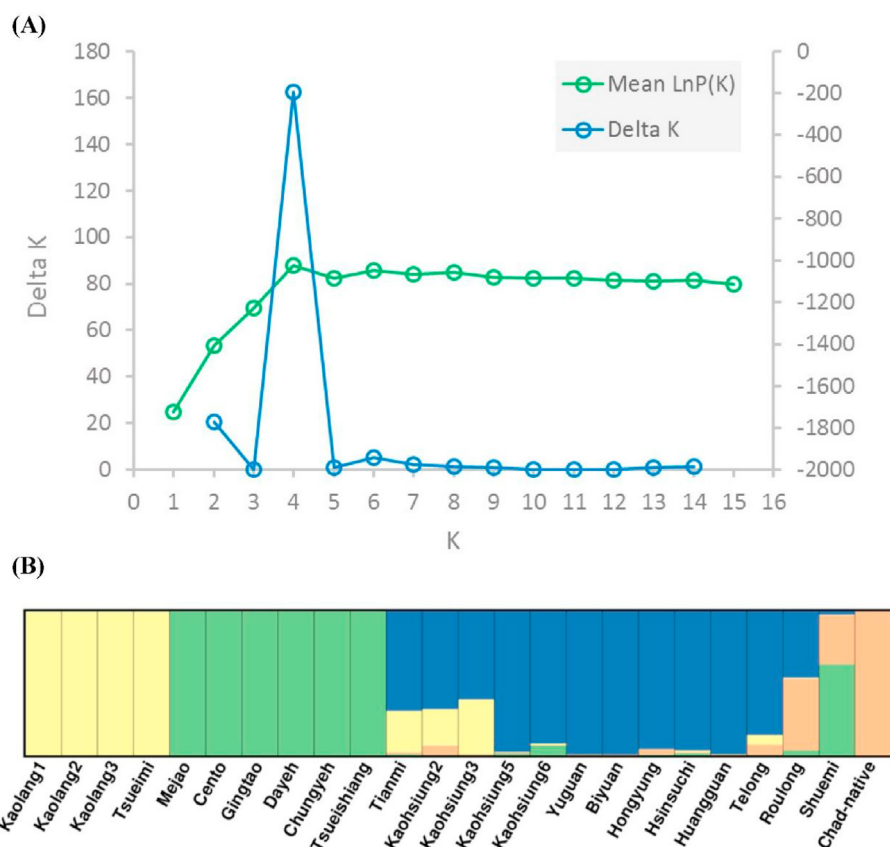 (A)
180
160
140
120
100
80
60
40
20
0
Delta K
Mean LnP(K)
Delta K
0
-200
-400
-600
-800
-1000
-1200
-1400
-1600
-1800
-2000
0 1 2 3 4 5 6 7 8 9 10 11 12 13 14 15 16
K
(B)
Kaolang1
Kaolang2
Kaolang3
Tsueimi
Mejao
Cento
Gingtao
Dayeh
Chungyeh
Tsueishiang
Tianmi
Kaohsiung2
Kaohsiung3
Kaohsiung5
Kaohsiung6
Yuguan
Biyuan
Hongyung
Hsinsuchi
Huangguan
Telong
Roulong
Shuemi
Chad-native